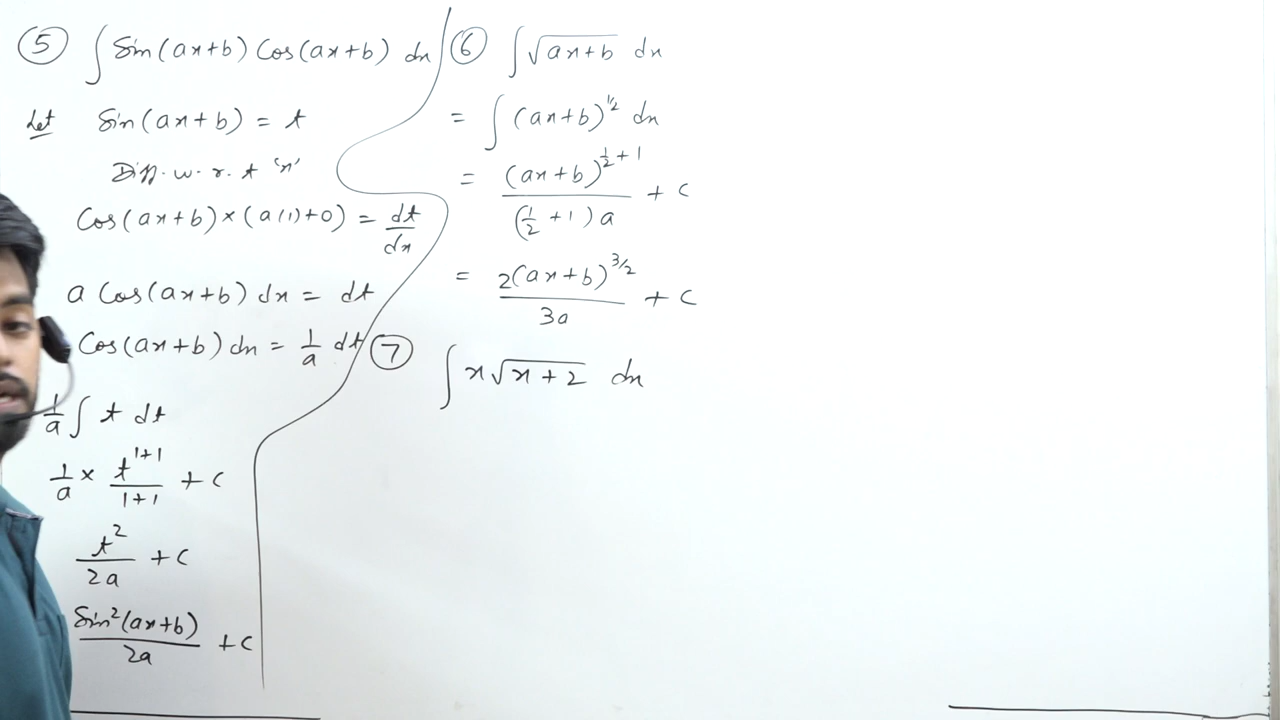 ⑤ ∫ Sin(ax+b) Cos(ax+b) dx
Let Sin(ax+b) = t
Diff. w. r. t 'x'
Cos(ax+b)×(a(1)+0) = dt/dx
a Cos(ax+b) dx = dt
Cos(ax+b) dx = 1/a dt
1/a ∫ t dt
1/a × t^(1+1)/(1+1) + C
t²/2a + C
Sin²(ax+b)/2a + C
⑥ ∫ √(ax+b) dx
= ∫ (ax+b)^(1/2) dx
= (ax+b)^(1/2+1)/((1/2+1)a) + C
= 2(ax+b)^(3/2)/3a + C
⑦ ∫ x√(x+2) dx